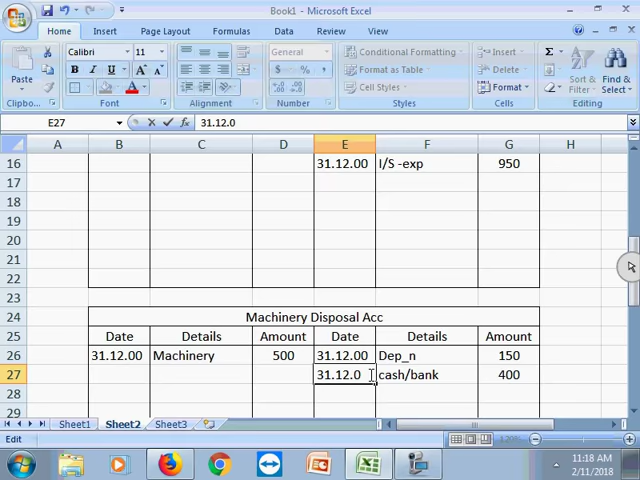 Book1 - Microsoft Excel
Home Insert Page Layout Formulas Data Review View
Paste Calibri 11 General Conditional Formatting Insert Σ
B I U A A % , Format as Table Delete Sort & Find &
A Cell Styles Format Filter Select
Clipboard Font Alignment Number Styles Cells Editing
E27 fx 31.12.0
A B C D E F G H
16 31.12.00 I/S -exp 950
17
18
19
20
21
22
23
24 Machinery Disposal Acc
25 Date Details Amount Date Details Amount
26 31.12.00 Machinery 500 31.12.00 Dep_n 150
27 31.12.0 cash/bank 400
28
29
Sheet1 Sheet2 Sheet3
Edit 120%
11:18 AM
2/11/2018